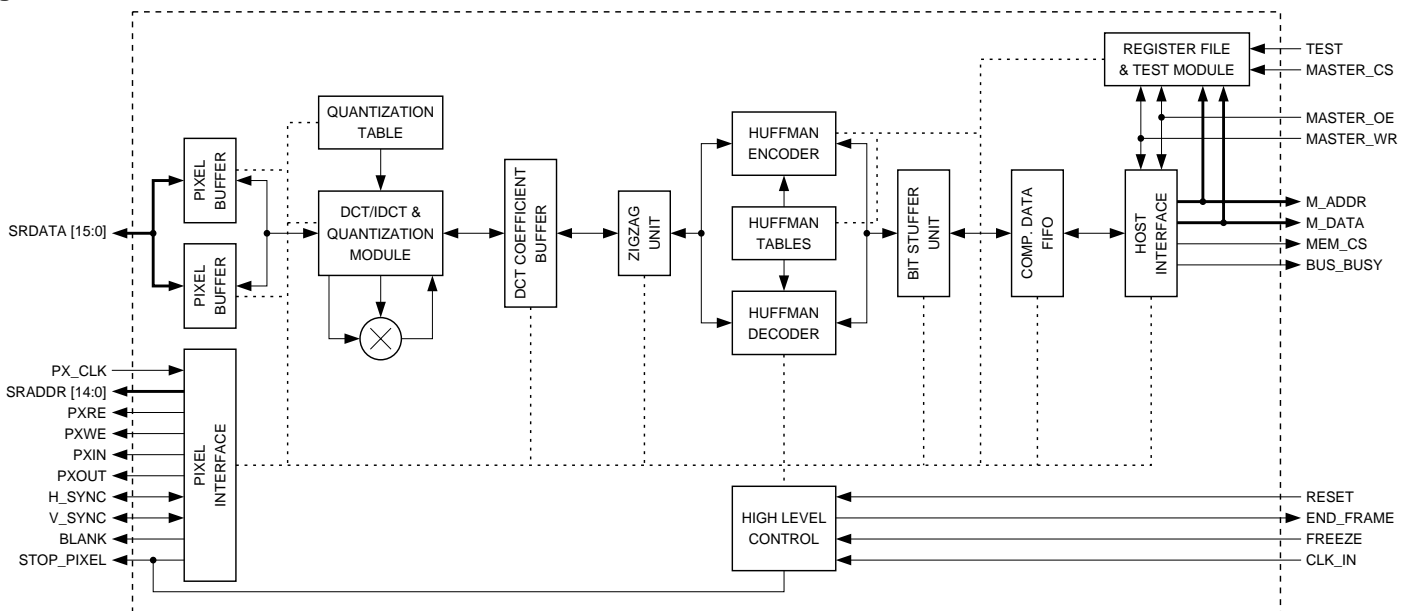 REGISTER FILE
& TEST MODULE
TEST
MASTER_CS
MASTER_OE
MASTER_WR
QUANTIZATION
TABLE
HUFFMAN
ENCODER
PIXEL
BUFFER
PIXEL
BUFFER
DCT/IDCT &
QUANTIZATION
MODULE
DCT COEFFICIENT
BUFFER
ZIGZAG
UNIT
HUFFMAN
TABLES
BIT STUFFER
UNIT
COMP. DATA
FIFO
HOST
INTERFACE
M_ADDR
M_DATA
MEM_CS
BUS_BUSY
SRDATA [15:0]
HUFFMAN
DECODER
PX_CLK
SRADDR [14:0]
PXRE
PXWE
PXIN
PXOUT
H_SYNC
V_SYNC
BLANK
STOP_PIXEL
PIXEL
INTERFACE
HIGH LEVEL
CONTROL
RESET
END_FRAME
FREEZE
CLK_IN